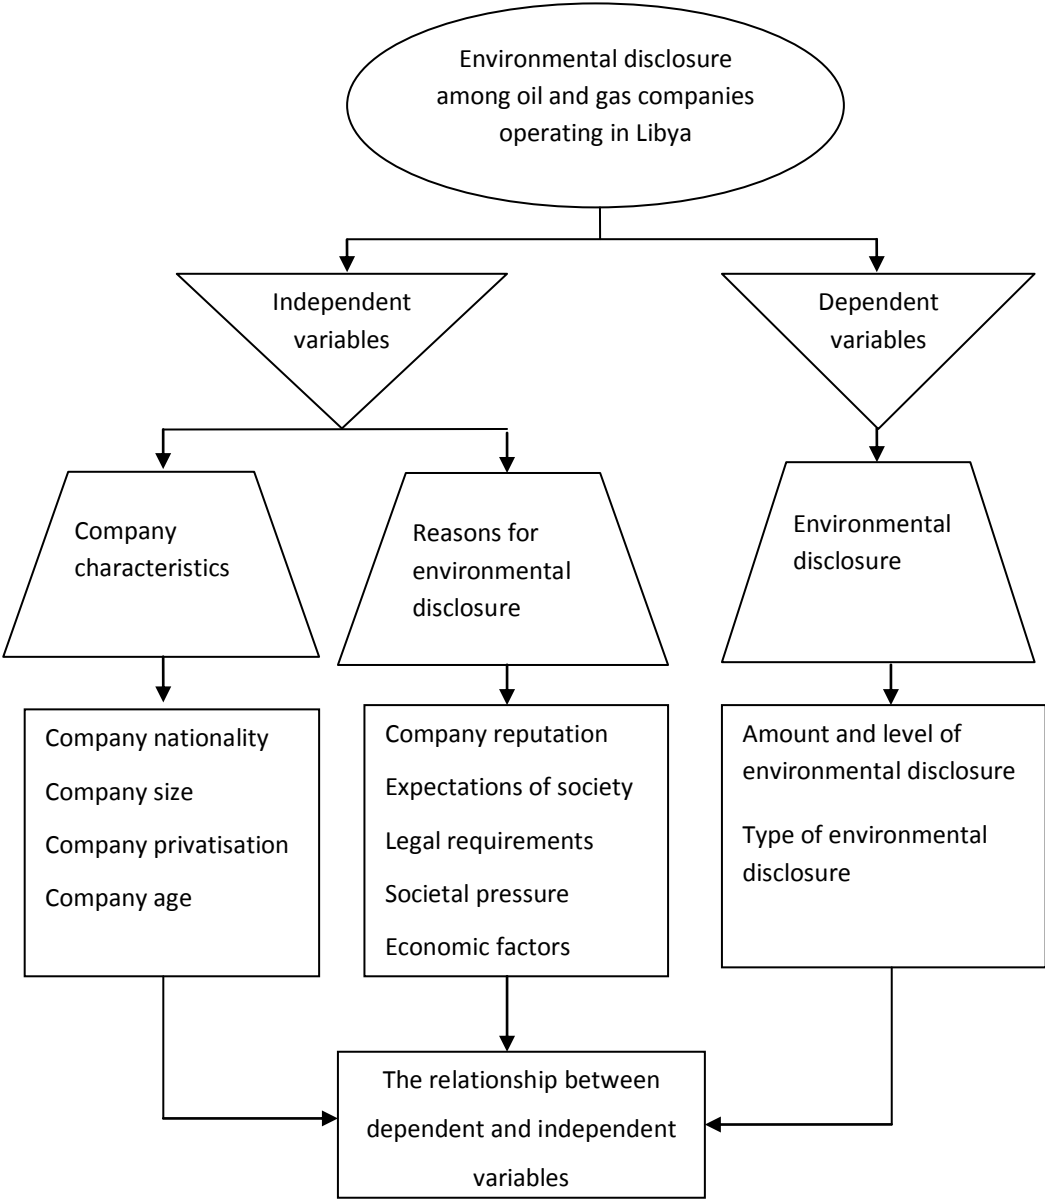 Environmental disclosure
among oil and gas companies
operating in Libya
Independent
variables
Dependent
variables
Company
characteristics
Reasons for
environmental
disclosure
Environmental
disclosure
Company nationality
Company size
Company privatisation
Company age
Company reputation
Expectations of society
Legal requirements
Societal pressure
Economic factors
Amount and level of
environmental disclosure
Type of environmental
disclosure
The relationship between
dependent and independent
variables